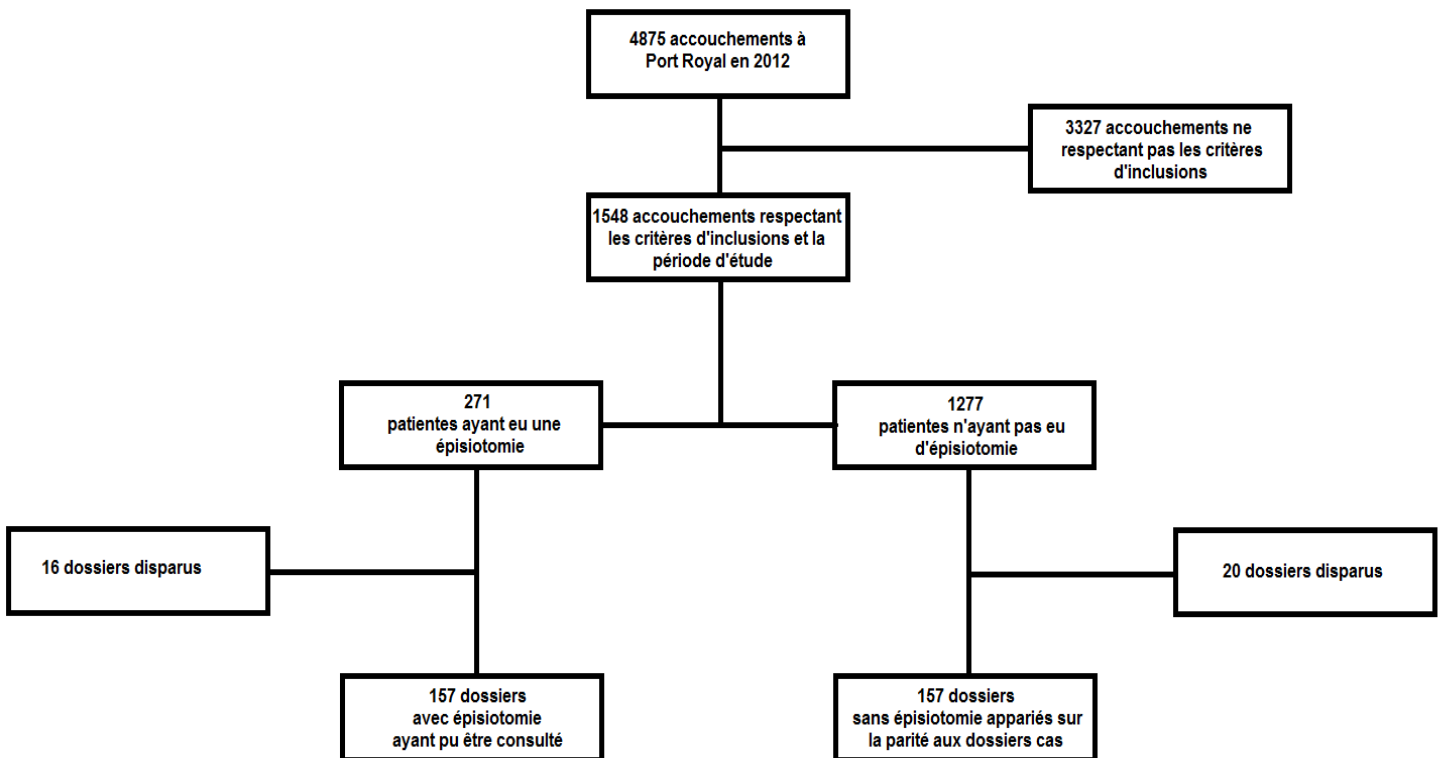 4875 accouchements à
Port Royal en 2012
3327 accouchements ne
respectant pas les critères
d'inclusions
1548 accouchements respectant
les critères d'inclusions et la
période d'étude
271
patientes ayant eu une
épisiotomie
1277
patientes n'ayant pas eu
d'épisiotomie
16 dossiers disparus
20 dossiers disparus
157 dossiers
avec épisiotomie
ayant pu être consulté
157 dossiers
sans épisiotomie appariés sur
la parité aux dossiers cas